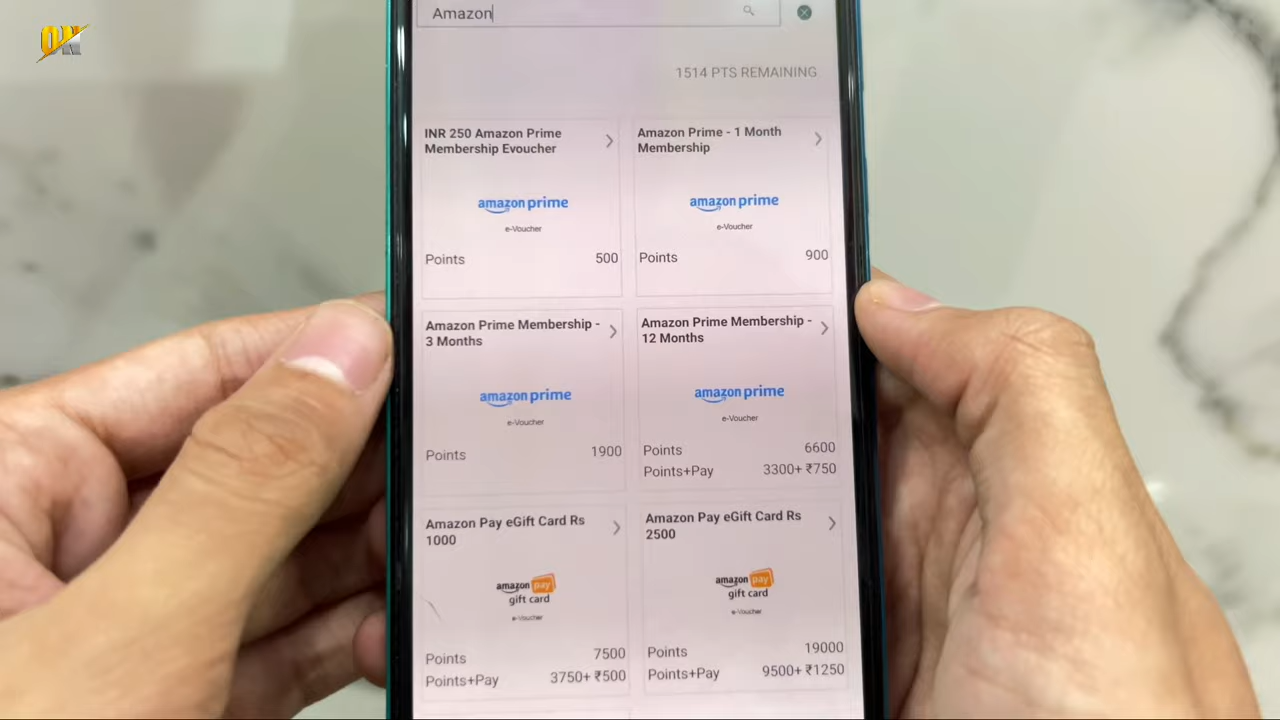 ON
Amazon
1514 PTS REMAINING
INR 250 Amazon Prime
Membership Evoucher
amazon prime
e-Voucher
Points 500
Amazon Prime - 1 Month
Membership
amazon prime
e-Voucher
Points 900
Amazon Prime Membership -
3 Months
amazon prime
e-Voucher
Points 1900
Amazon Prime Membership -
12 Months
amazon prime
e-Voucher
Points 6600
Points+Pay 3300+ ₹750
Amazon Pay eGift Card Rs
1000
amazon pay
gift card
e-Voucher
Points 7500
Points+Pay 3750+ ₹500
Amazon Pay eGift Card Rs
2500
amazon pay
gift card
e-Voucher
Points 19000
Points+Pay 9500+ ₹1250